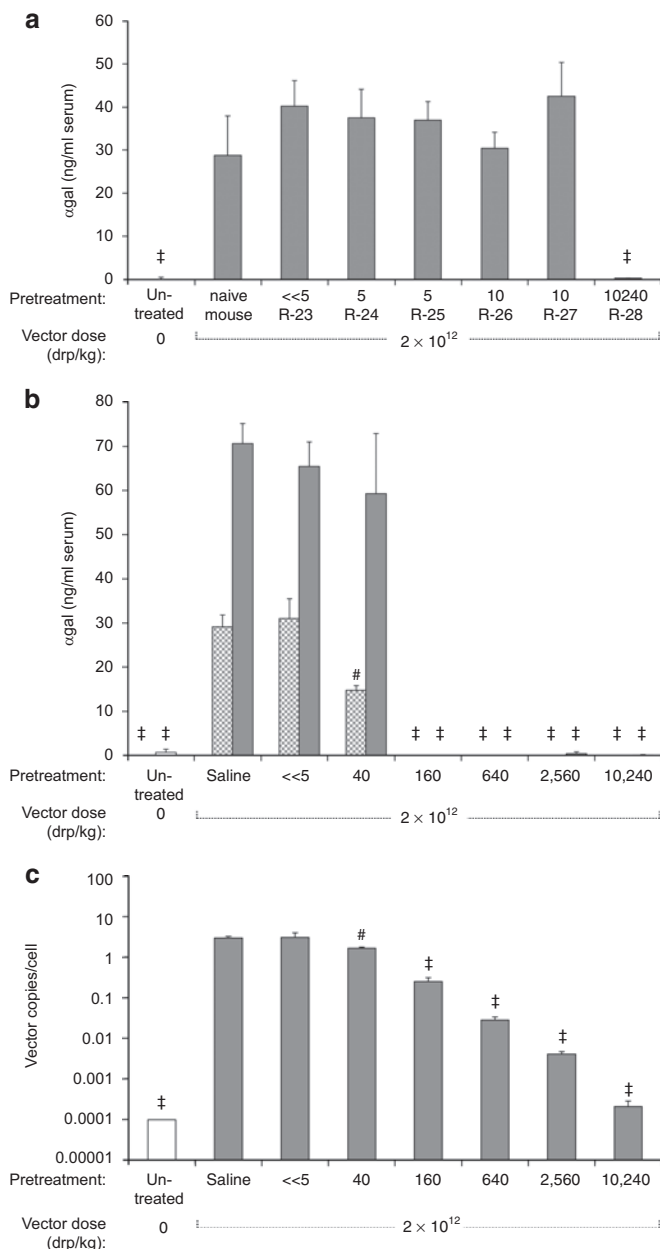 a
60
50
40
30
20
10
0
αgal (ng/ml serum)
‡ ‡
Pretreatment: Un-treated naive mouse <<5 R-23 5 R-24 5 R-25 10 R-26 10 R-27 10240 R-28
Vector dose (drp/kg): 0 2 × 10¹²
b
80
70
60
50
40
30
20
10
0
αgal (ng/ml serum)
#
‡ ‡ ‡ ‡ ‡ ‡ ‡ ‡ ‡ ‡
Pretreatment: Un-treated Saline <<5 40 160 640 2,560 10,240
Vector dose (drp/kg): 0 2 × 10¹²
c
100
10
1
0.1
0.01
0.001
0.0001
0.00001
Vector copies/cell
‡ # ‡ ‡ ‡ ‡
Pretreatment: Un-treated Saline <<5 40 160 640 2,560 10,240
Vector dose (drp/kg): 0 2 × 10¹²